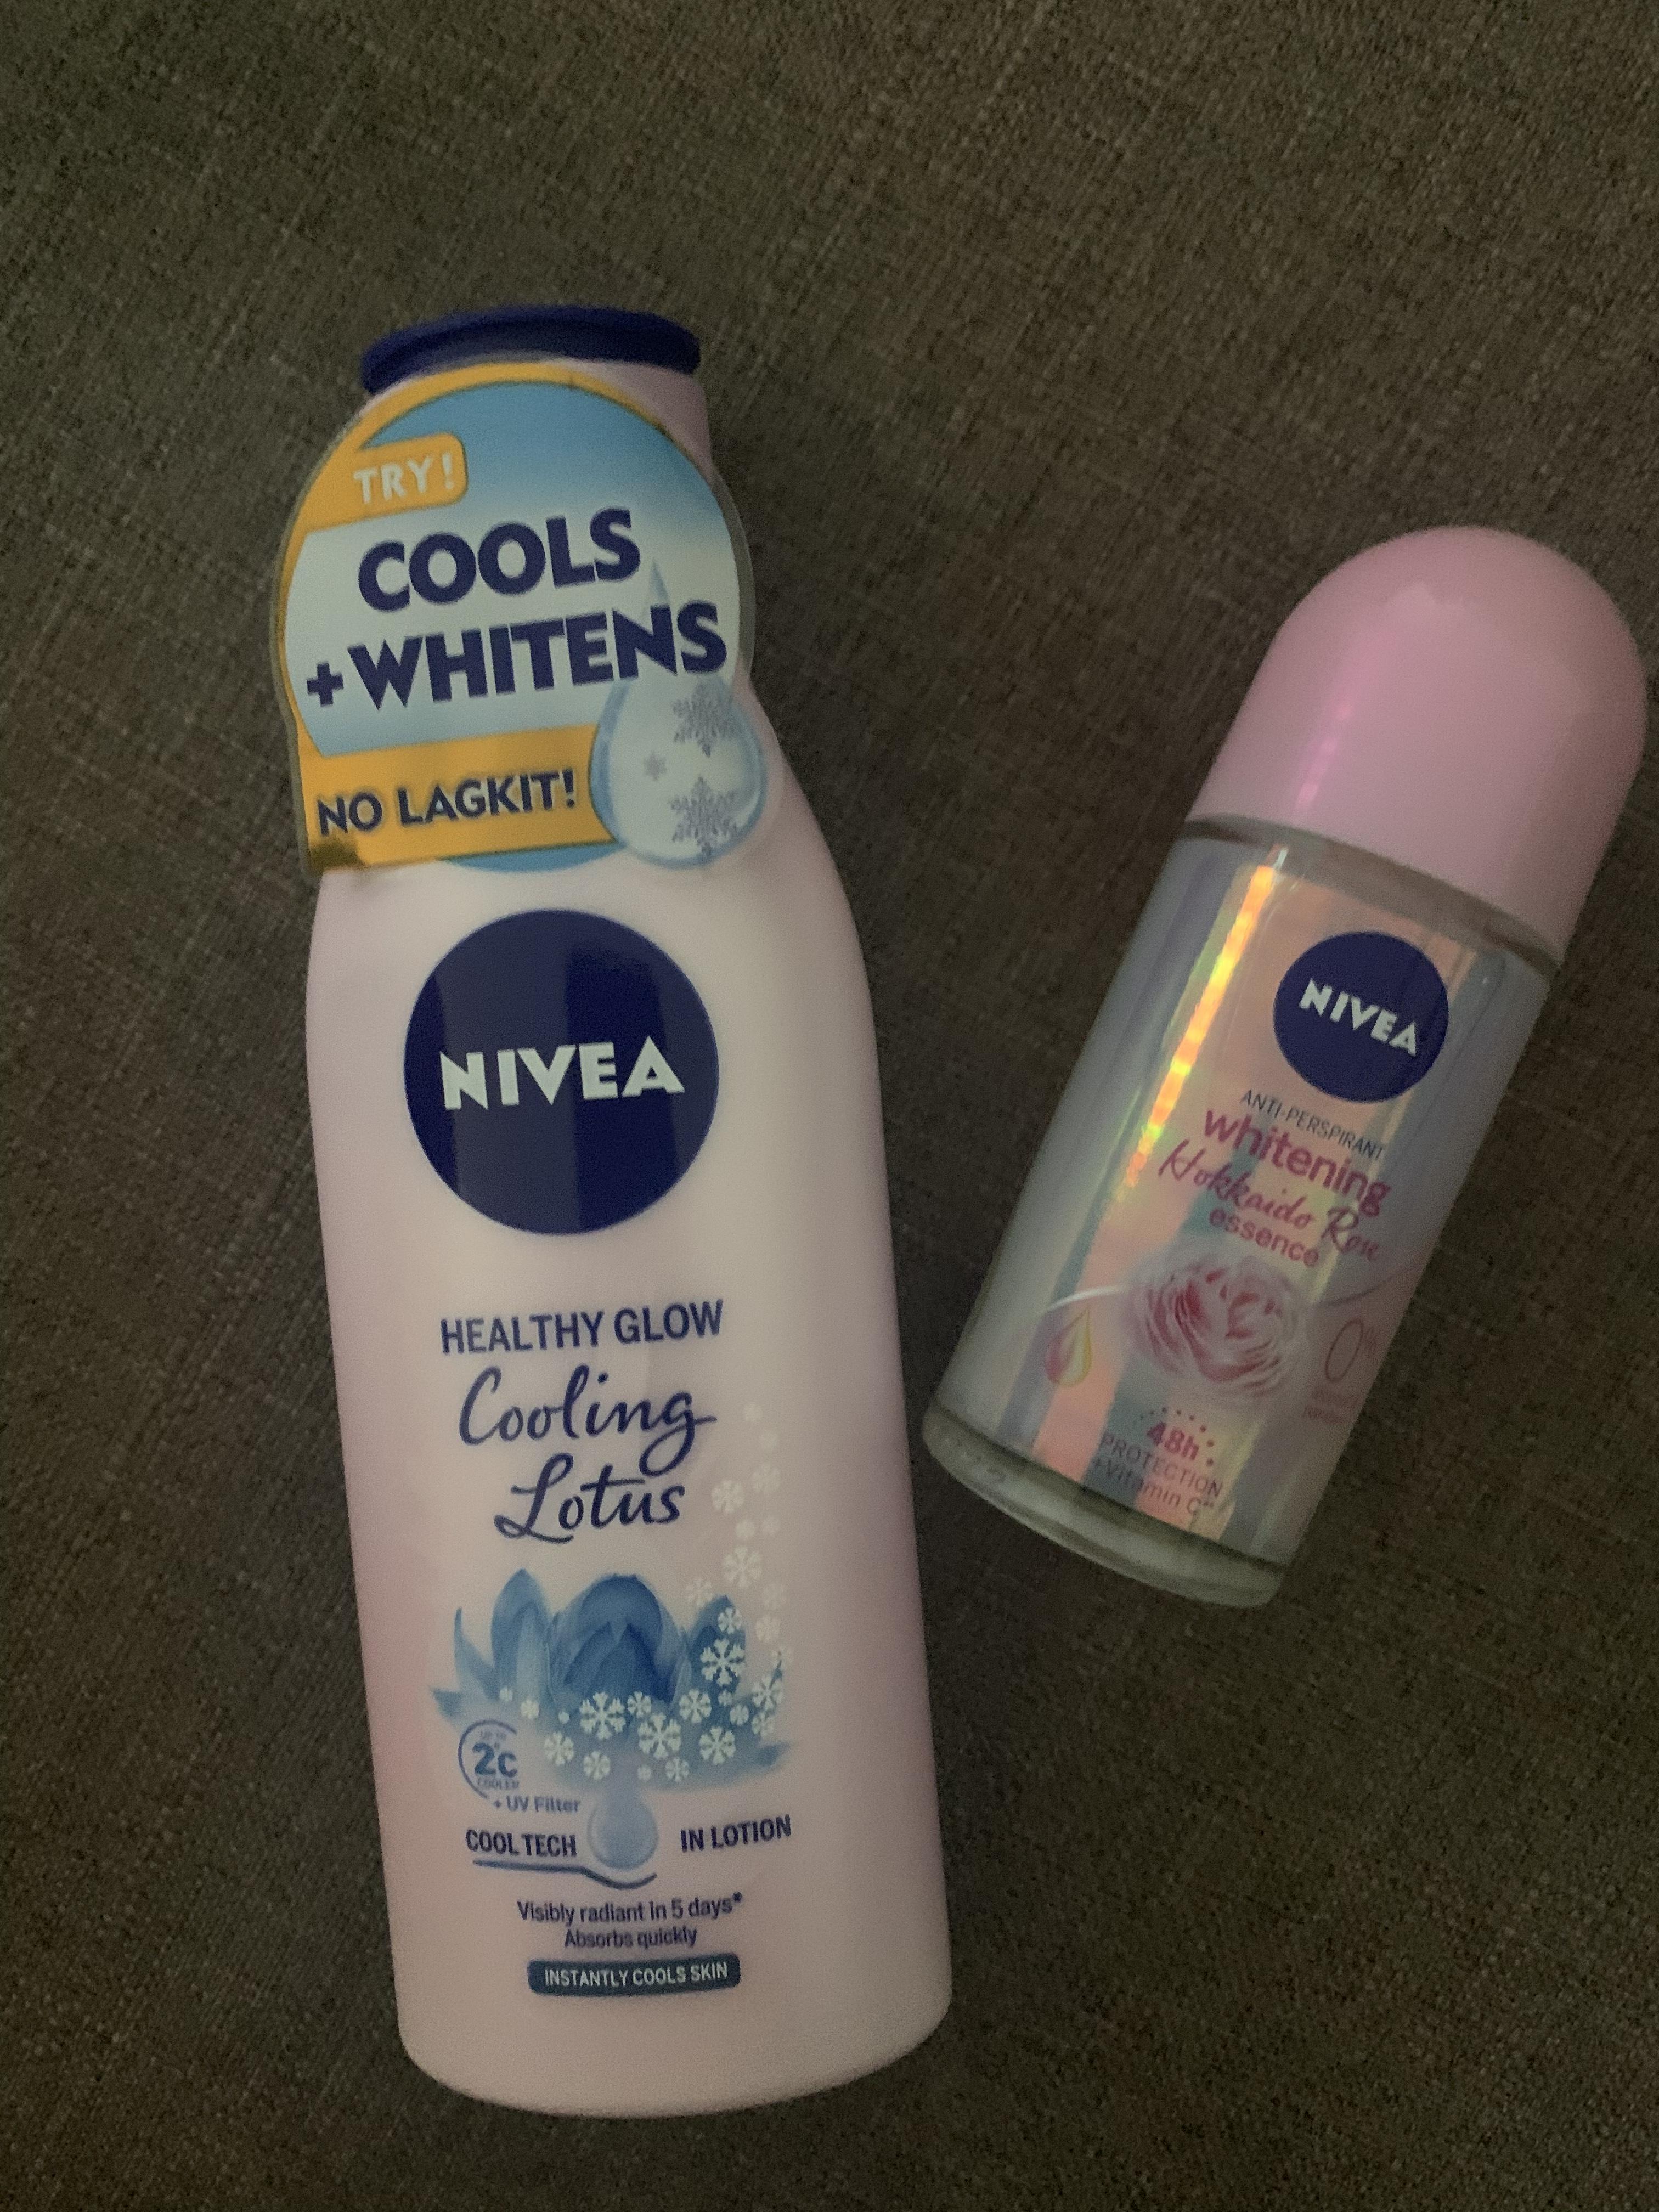 TRY!
COOLS
+WHITENS
NO LAGKIT!
NIVEA
HEALTHY GLOW
Cooling
Lotus
2c
COOLER
+ UV Filter
COOL TECH IN LOTION
Visibly radiant in 5 days*
Absorbs quickly
INSTANTLY COOLS SKIN
NIVEA
ANTI-PERSPIRANT
whitening
Hokkaido Rose
essence
0%
48h
PROTECTION
+Vitamin C**